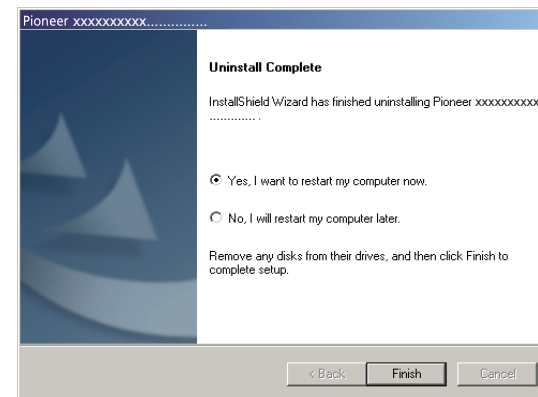 Pioneer xxxxxxxxxx...............
Uninstall Complete
InstallShield Wizard has finished uninstalling Pioneer xxxxxxxxxx
............. .
Yes, I want to restart my computer now.
No, I will restart my computer later.
Remove any disks from their drives, and then click Finish to
complete setup.
< Back
Finish
Cancel